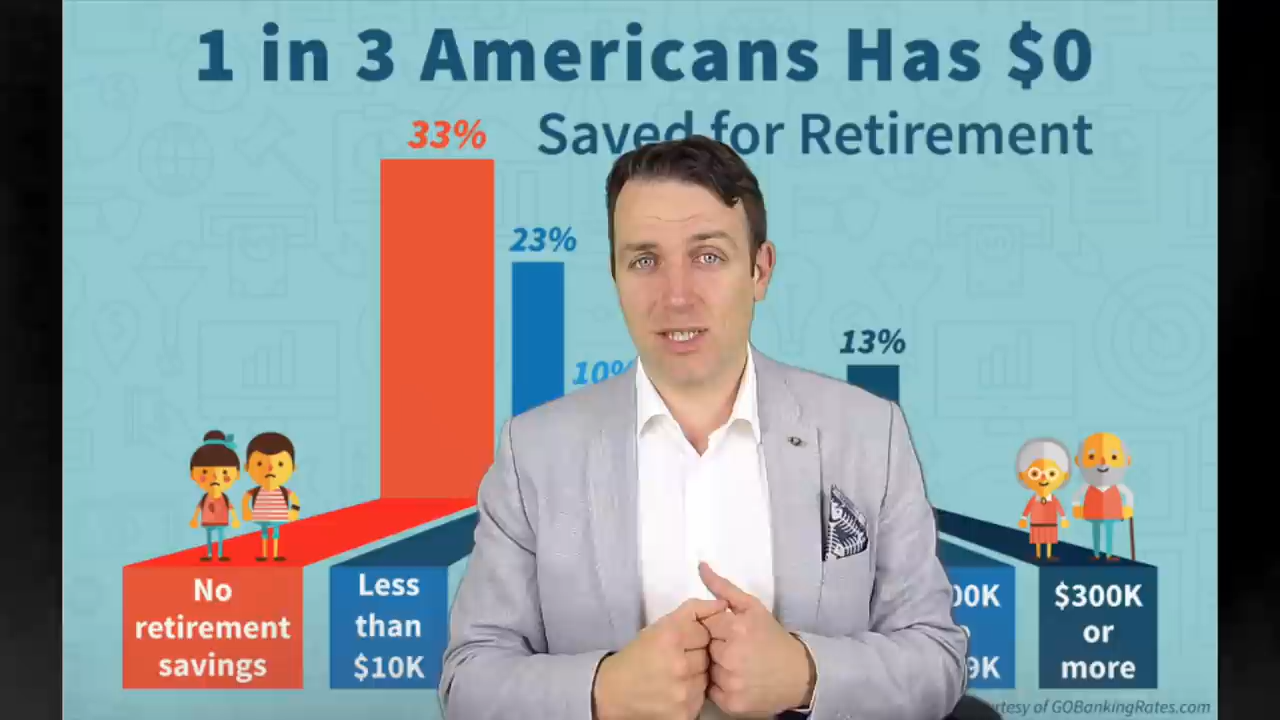 1 in 3 Americans Has $0
Saved for Retirement
33%
23%
13%
No
retirement
savings
Less
than
$10K
$300K
or
more
of GOBankingRates.com